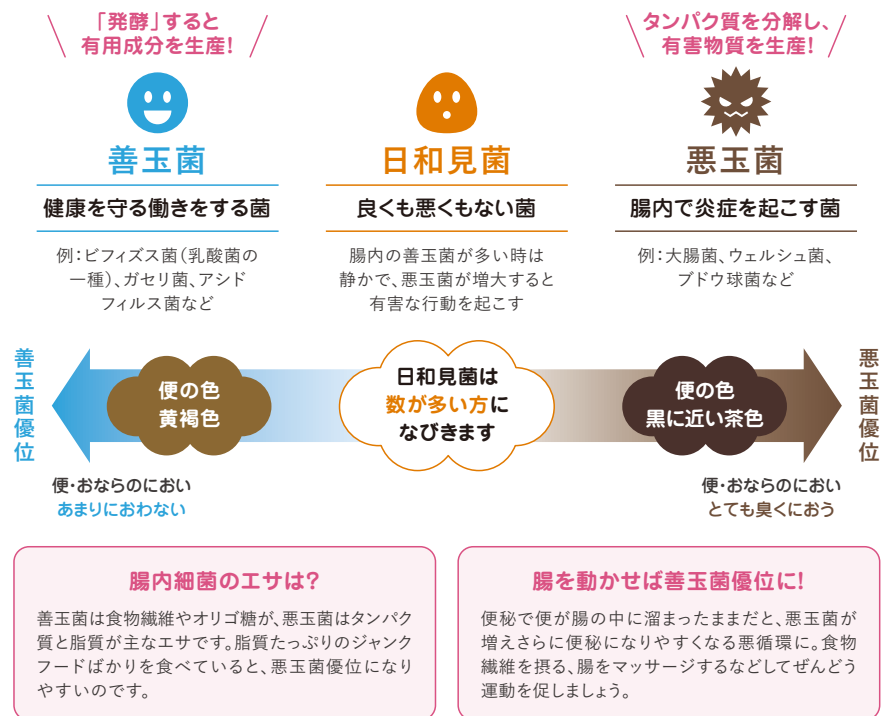 「発酵」すると
有用成分を生産!
タンパク質を分解し、
有害物質を生産!
善玉菌
健康を守る働きをする菌
例:ビフィズス菌(乳酸菌の
一種)、ガセリ菌、アシド
フィルス菌など
日和見菌
良くも悪くもない菌
腸内の善玉菌が多い時は
静かで、悪玉菌が増大すると
有害な行動を起こす
悪玉菌
腸内で炎症を起こす菌
例:大腸菌、ウェルシュ菌、
ブドウ球菌など
善玉菌優位
便の色
黄褐色
日和見菌は
数が多い方に
なびきます
便の色
黒に近い茶色
悪玉菌優位
便・おならのにおい
あまりにおわない
便・おならのにおい
とても臭くにおう
腸内細菌のエサは?
善玉菌は食物繊維やオリゴ糖が、悪玉菌はタンパク
質と脂質が主なエサです。脂質たっぷりのジャンク
フードばかりを食べていると、悪玉菌優位になり
やすいのです。
腸を動かせば善玉菌優位に!
便秘で便が腸の中に溜まったままだと、悪玉菌が
増えさらに便秘になりやすくなる悪循環に。食物
繊維を摂る、腸をマッサージするなどしてぜんどう
運動を促しましょう。